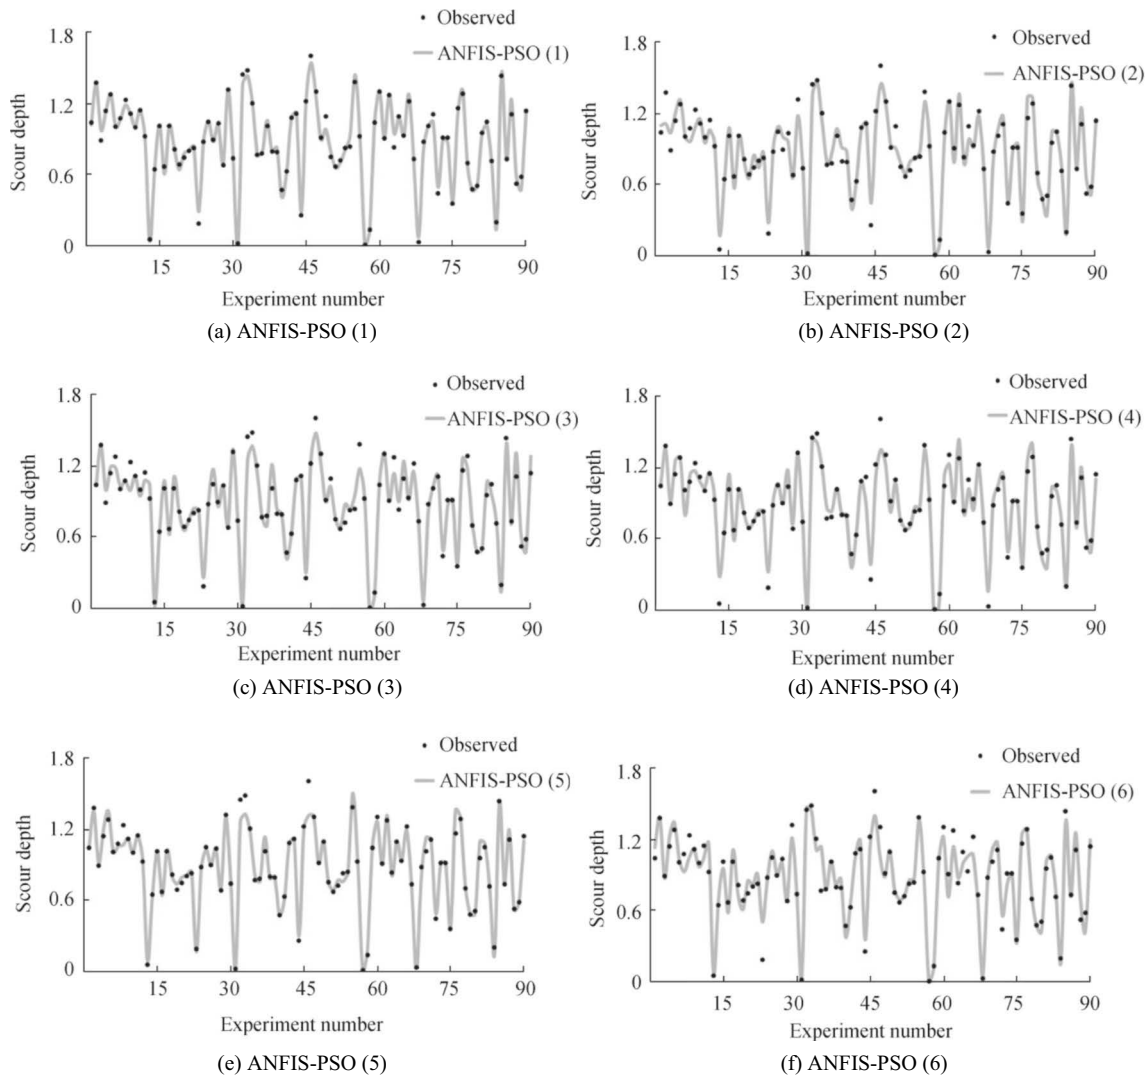 1.8
Observed
ANFIS-PSO (1)
1.2
Scour depth
0.6
0
15 30 45 60 75 90
Experiment number
(a) ANFIS-PSO (1)
1.8
Observed
ANFIS-PSO (2)
1.2
Scour depth
0.6
0
15 30 45 60 75 90
Experiment number
(b) ANFIS-PSO (2)
1.8
Observed
ANFIS-PSO (3)
1.2
Scour depth
0.6
0
15 30 45 60 75 90
Experiment number
(c) ANFIS-PSO (3)
1.8
Observed
ANFIS-PSO (4)
1.2
Scour depth
0.6
0
15 30 45 60 75 90
Experiment number
(d) ANFIS-PSO (4)
1.8
Observed
ANFIS-PSO (5)
1.2
Scour depth
0.6
0
15 30 45 60 75 90
Experiment number
(e) ANFIS-PSO (5)
1.8
Observed
ANFIS-PSO (6)
1.2
Scour depth
0.6
0
15 30 45 60 75 90
Experiment number
(f) ANFIS-PSO (6)